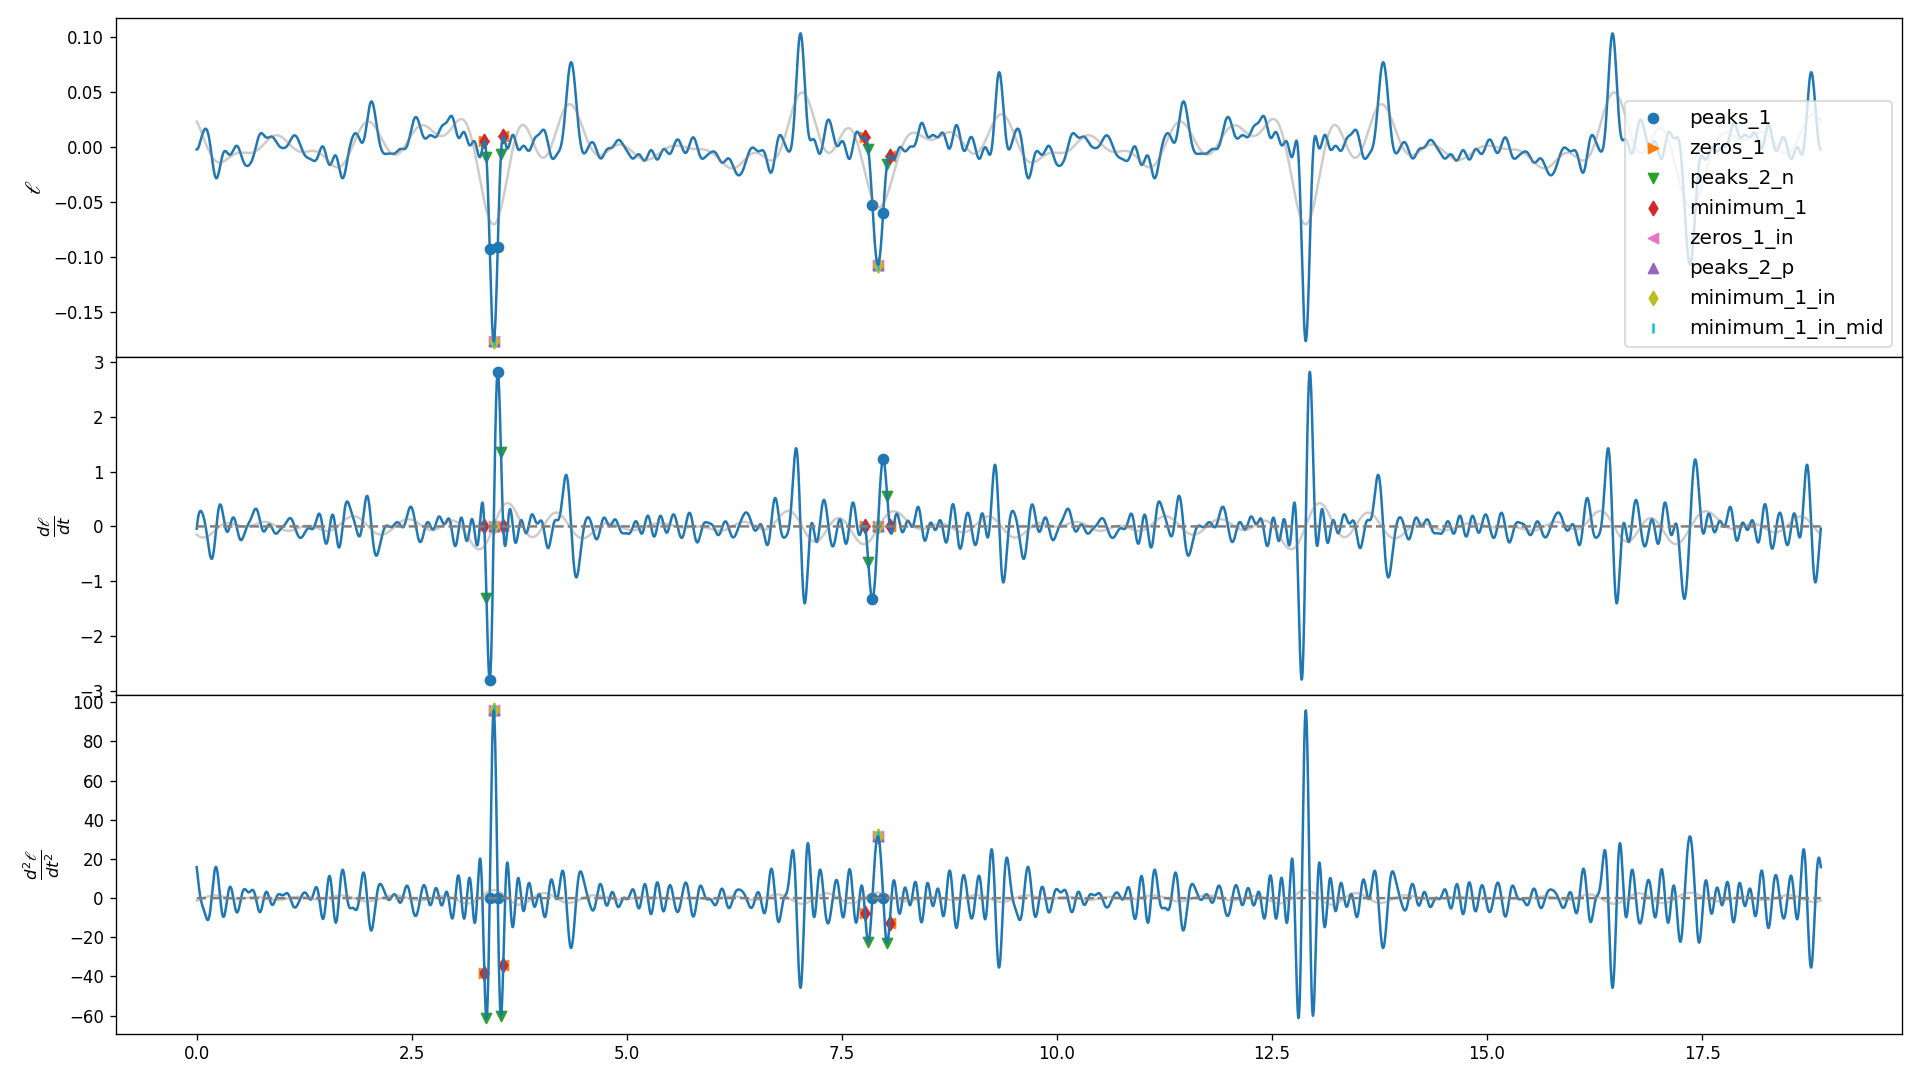 0.10
0.05
0.00
−0.05
−0.10
−0.15
ℓ
peaks_1
zeros_1
peaks_2_n
minimum_1
zeros_1_in
peaks_2_p
minimum_1_in
minimum_1_in_mid
3
2
1
0
−1
−2
−3
dℓ
dt
100
80
60
40
20
0
−20
−40
−60
d²ℓ
dt²
0.0 2.5 5.0 7.5 10.0 12.5 15.0 17.5